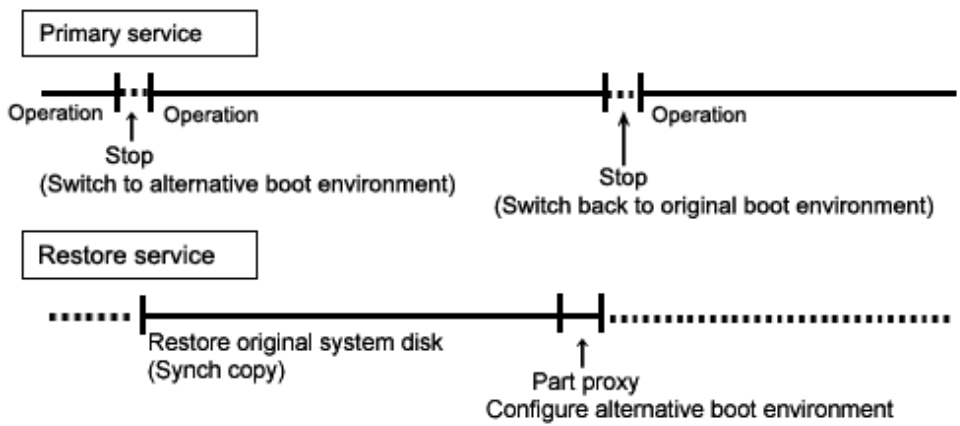 Primary service
Operation
Operation
Operation
Stop
(Switch to alternative boot environment)
Stop
(Switch back to original boot environment)
Restore service
Restore original system disk
(Synch copy)
Part proxy
Configure alternative boot environment